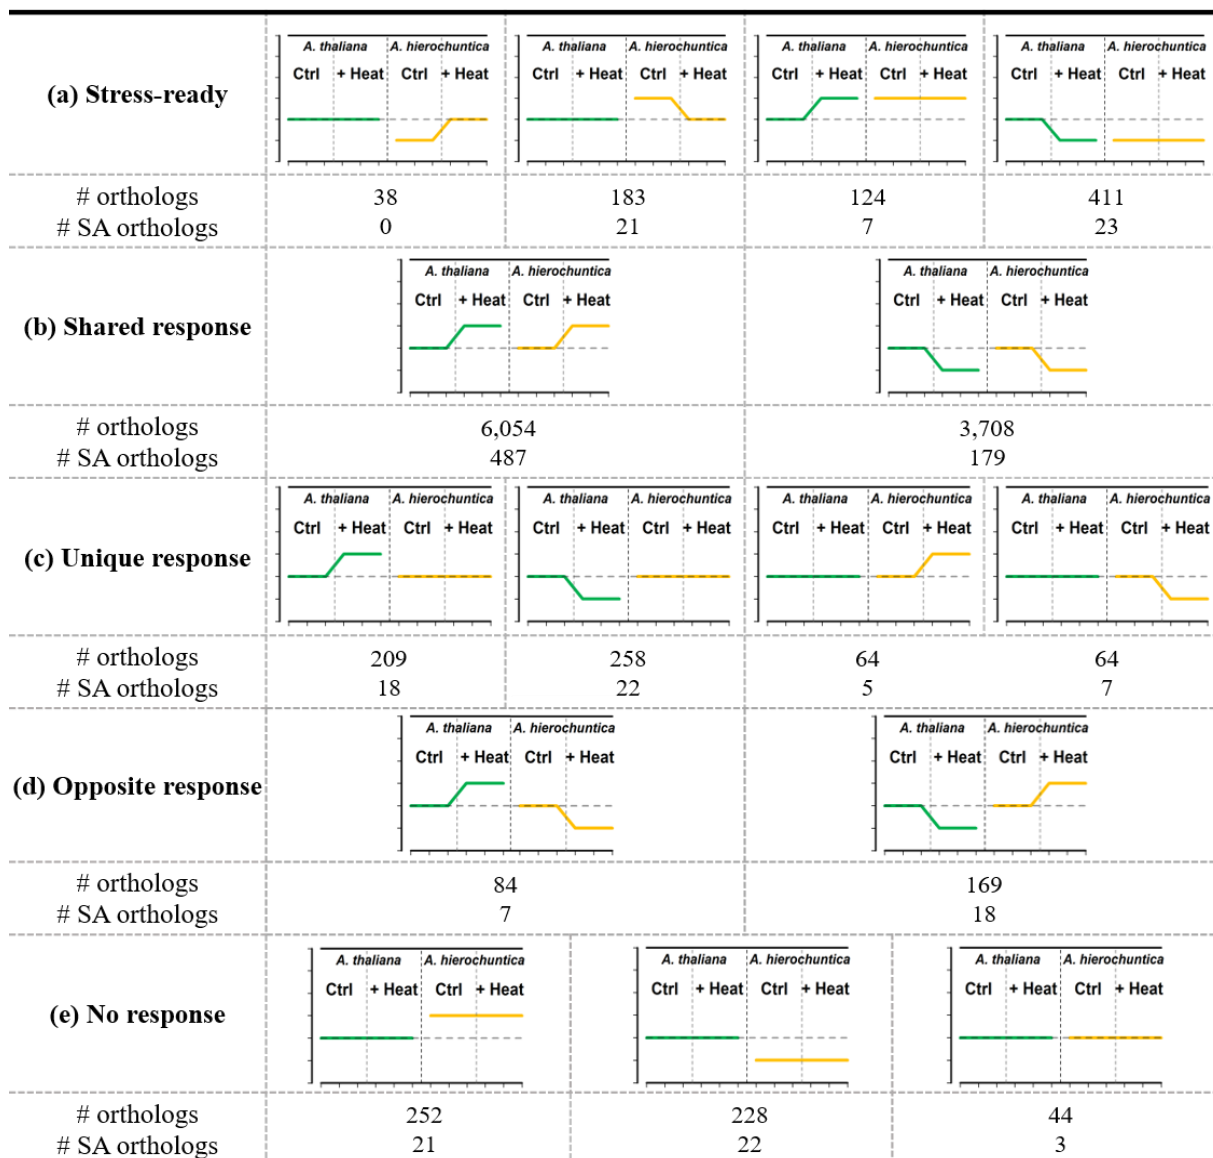 (a) Stress-ready
A. thaliana A. hierochuntica
Ctrl + Heat Ctrl + Heat
A. thaliana A. hierochuntica
Ctrl + Heat Ctrl + Heat
A. thaliana A. hierochuntica
Ctrl + Heat Ctrl + Heat
A. thaliana A. hierochuntica
Ctrl + Heat Ctrl + Heat
# orthologs 38 183 124 411
# SA orthologs 0 21 7 23
(b) Shared response
A. thaliana A. hierochuntica
Ctrl + Heat Ctrl + Heat
A. thaliana A. hierochuntica
Ctrl + Heat Ctrl + Heat
# orthologs 6,054 3,708
# SA orthologs 487 179
(c) Unique response
A. thaliana A. hierochuntica
Ctrl + Heat Ctrl + Heat
A. thaliana A. hierochuntica
Ctrl + Heat Ctrl + Heat
A. thaliana A. hierochuntica
Ctrl + Heat Ctrl + Heat
A. thaliana A. hierochuntica
Ctrl + Heat Ctrl + Heat
# orthologs 209 258 64 64
# SA orthologs 18 22 5 7
(d) Opposite response
A. thaliana A. hierochuntica
Ctrl + Heat Ctrl + Heat
A. thaliana A. hierochuntica
Ctrl + Heat Ctrl + Heat
# orthologs 84 169
# SA orthologs 7 18
(e) No response
A. thaliana A. hierochuntica
Ctrl + Heat Ctrl + Heat
A. thaliana A. hierochuntica
Ctrl + Heat Ctrl + Heat
A. thaliana A. hierochuntica
Ctrl + Heat Ctrl + Heat
# orthologs 252 228 44
# SA orthologs 21 22 3